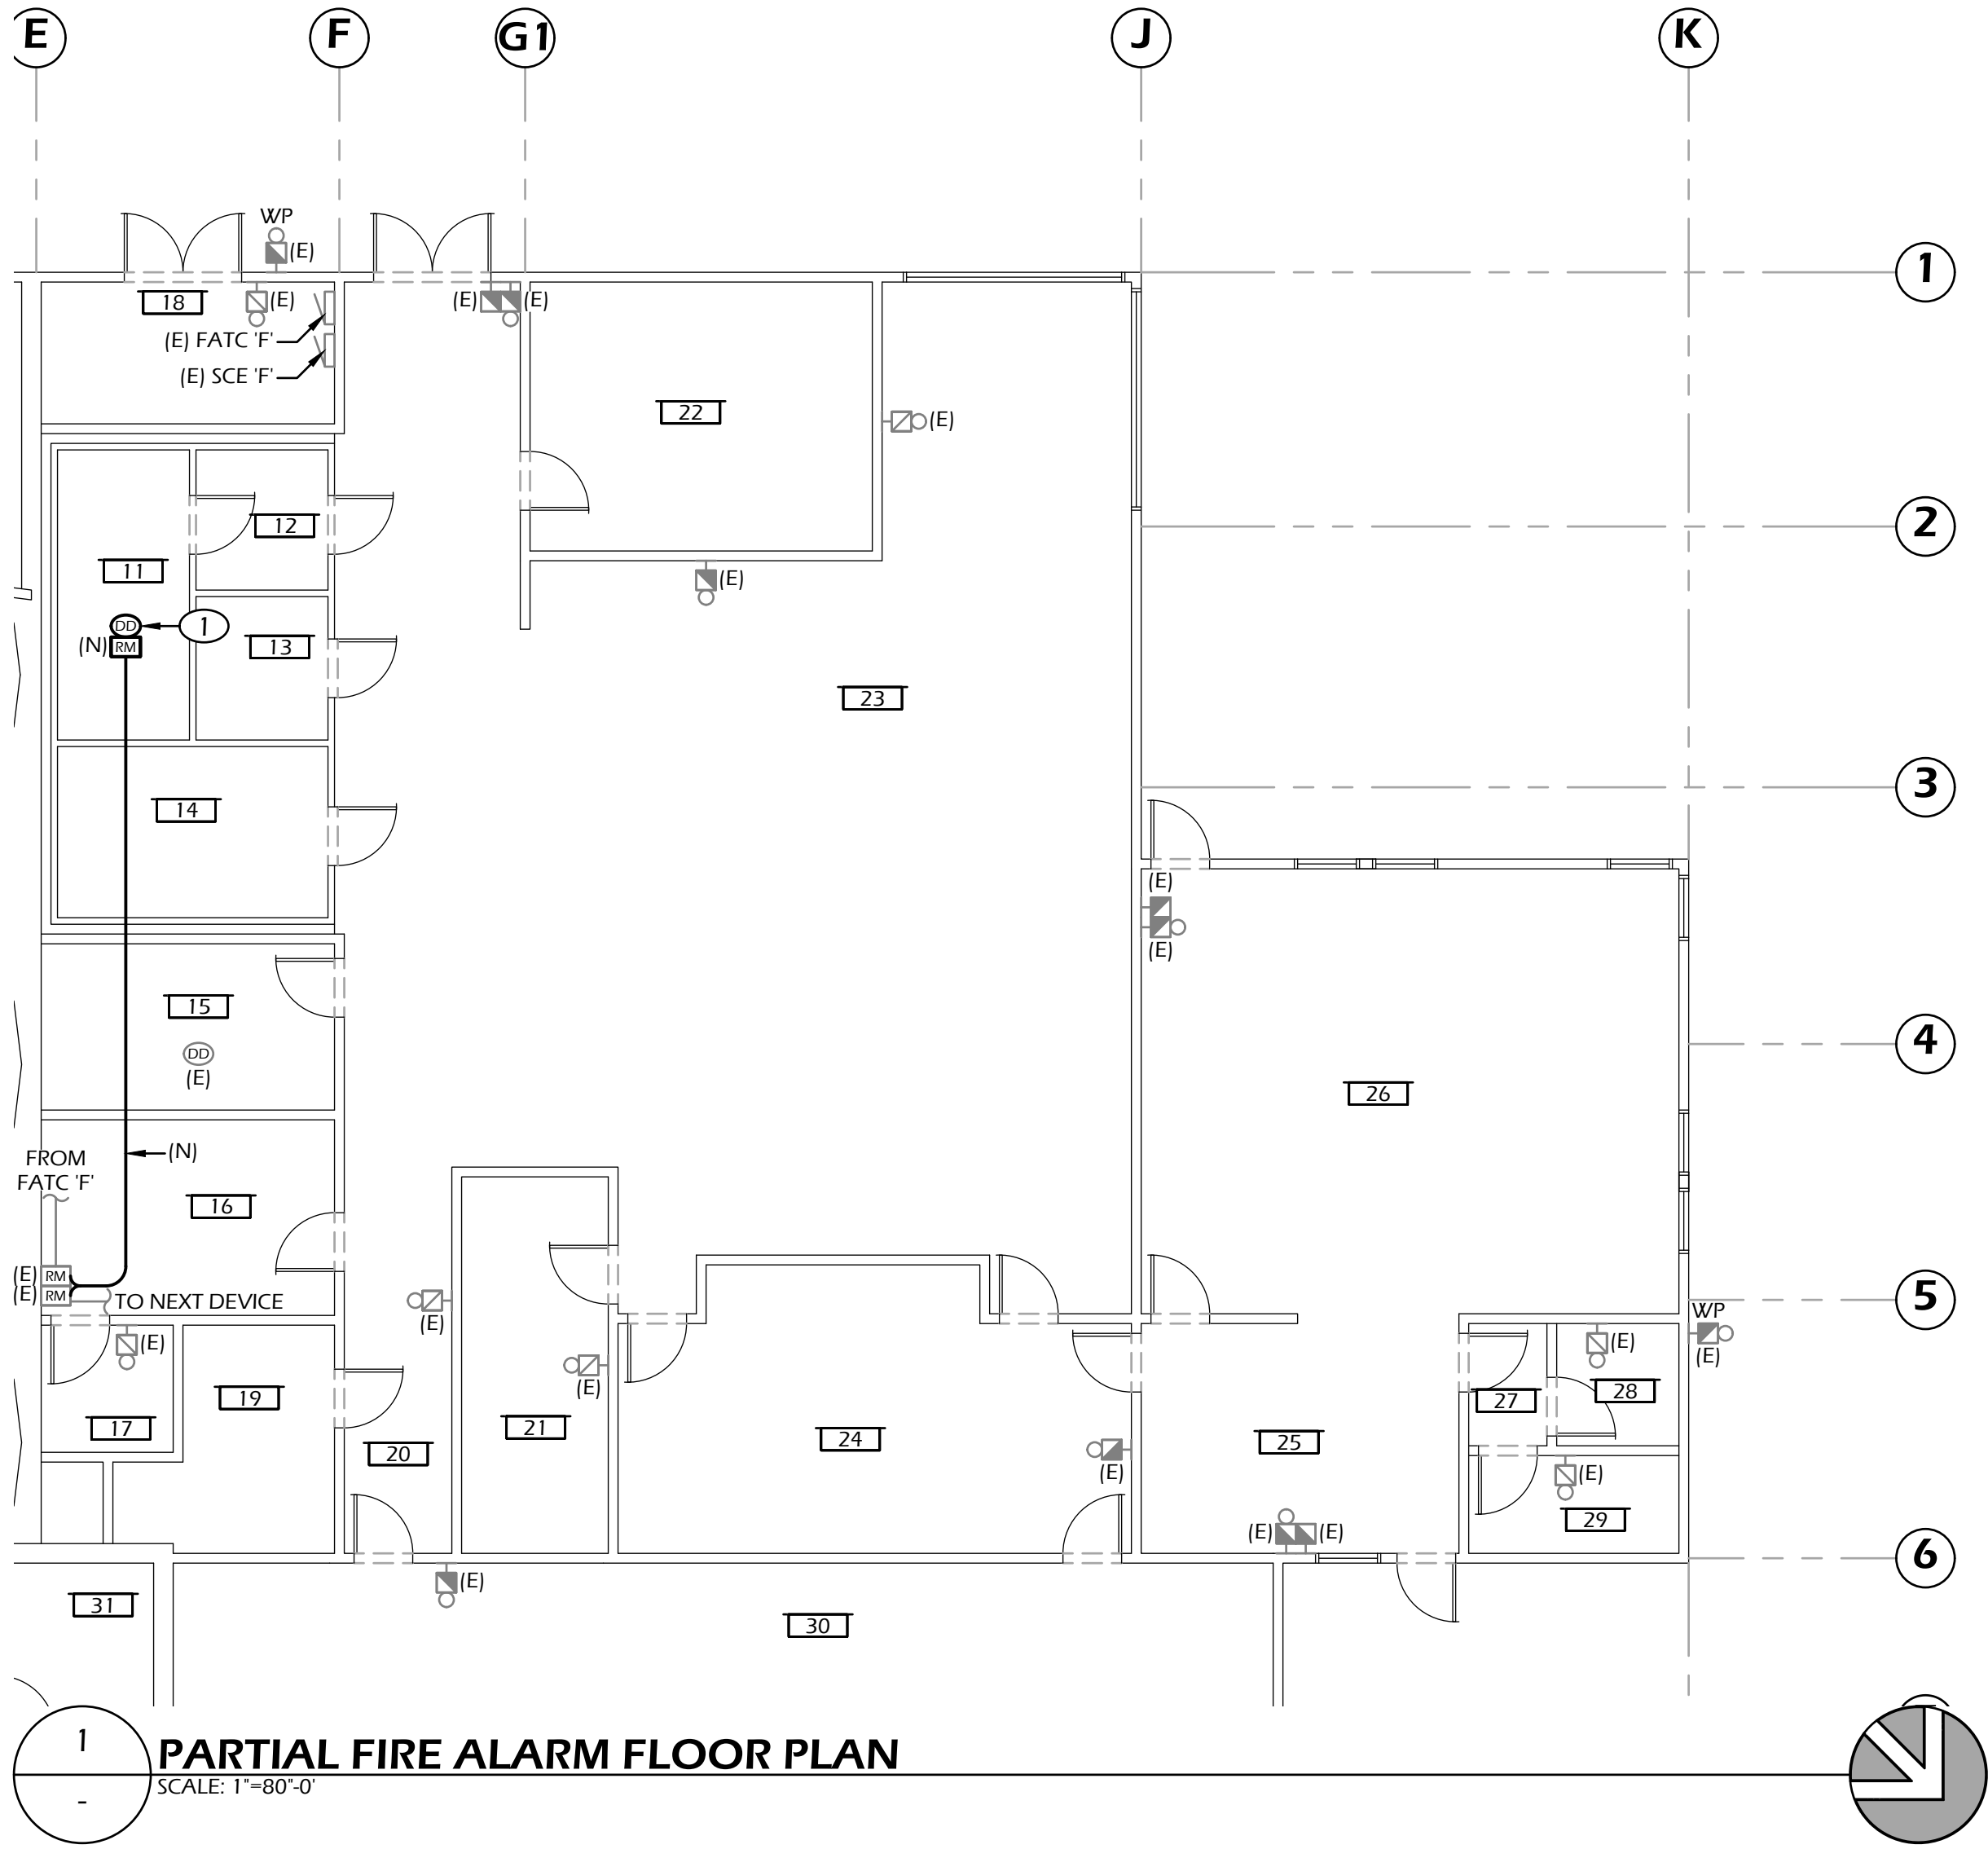 E F G1 J K
WP
(E)
1
18 (E) (E) (E)
(E) FATC 'F'
(E) SCE 'F'
22 (E)
12 2
11
(E)
DD 1
(N) RM 13
23
3
14
(E)
(E)
15
4
DD
(E)
26
(N)
FROM
FATC 'F'
16
(E) RM
(E) RM
TO NEXT DEVICE
5
WP
(E)
(E)
(E)
(E)
(E)
19 27 28
17 21 24 25
20
(E)
(E)
29
(E) (E)
6
(E)
31
30
1
-
PARTIAL FIRE ALARM FLOOR PLAN
SCALE: 1"=80"-0'